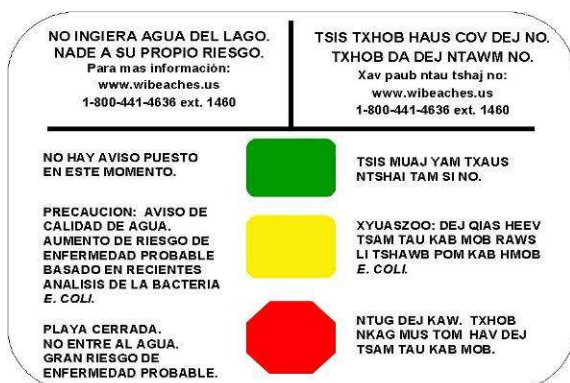 NO INGIERA AGUA DEL LAGO.
NADE A SU PROPIO RIESGO.
Para mas información:
www.wibeaches.us
1-800-441-4636 ext. 1460
TSIS TXHOB HAUS COV DEJ NO.
TXHOB DA DEJ NTAWM NO.
Xav paub ntau tshaj no:
www.wibeaches.us
1-800-441-4636 ext. 1460
NO HAY AVISO PUESTO
EN ESTE MOMENTO.
TSIS MUAJ YAM TXAUS
NTSHAI TAM SI NO.
PRECAUCION: AVISO DE
CALIDAD DE AGUA.
AUMENTO DE RIESGO DE
ENFERMEDAD PROBABLE
BASADO EN RECIENTES
ANALISIS DE LA BACTERIA
E. COLI.
XYUASZOO: DEJ QIAS HEEV
TSAM TAU KAB MOB RAWS
LI TSHAWB POM KAB HMOB
E. COLI.
PLAYA CERRADA.
NO ENTRE AL AGUA.
GRAN RIESGO DE
ENFERMEDAD PROBABLE.
NTUG DEJ KAW. TXHOB
NKAG MUS TOM HAV DEJ
TSAM TAU KAB MOB.